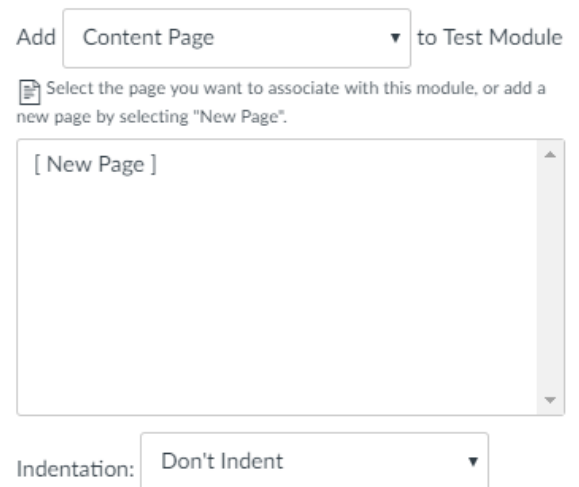 Add Content Page to Test Module
Select the page you want to associate with this module, or add a
new page by selecting "New Page".
[ New Page ]
Indentation: Don't Indent